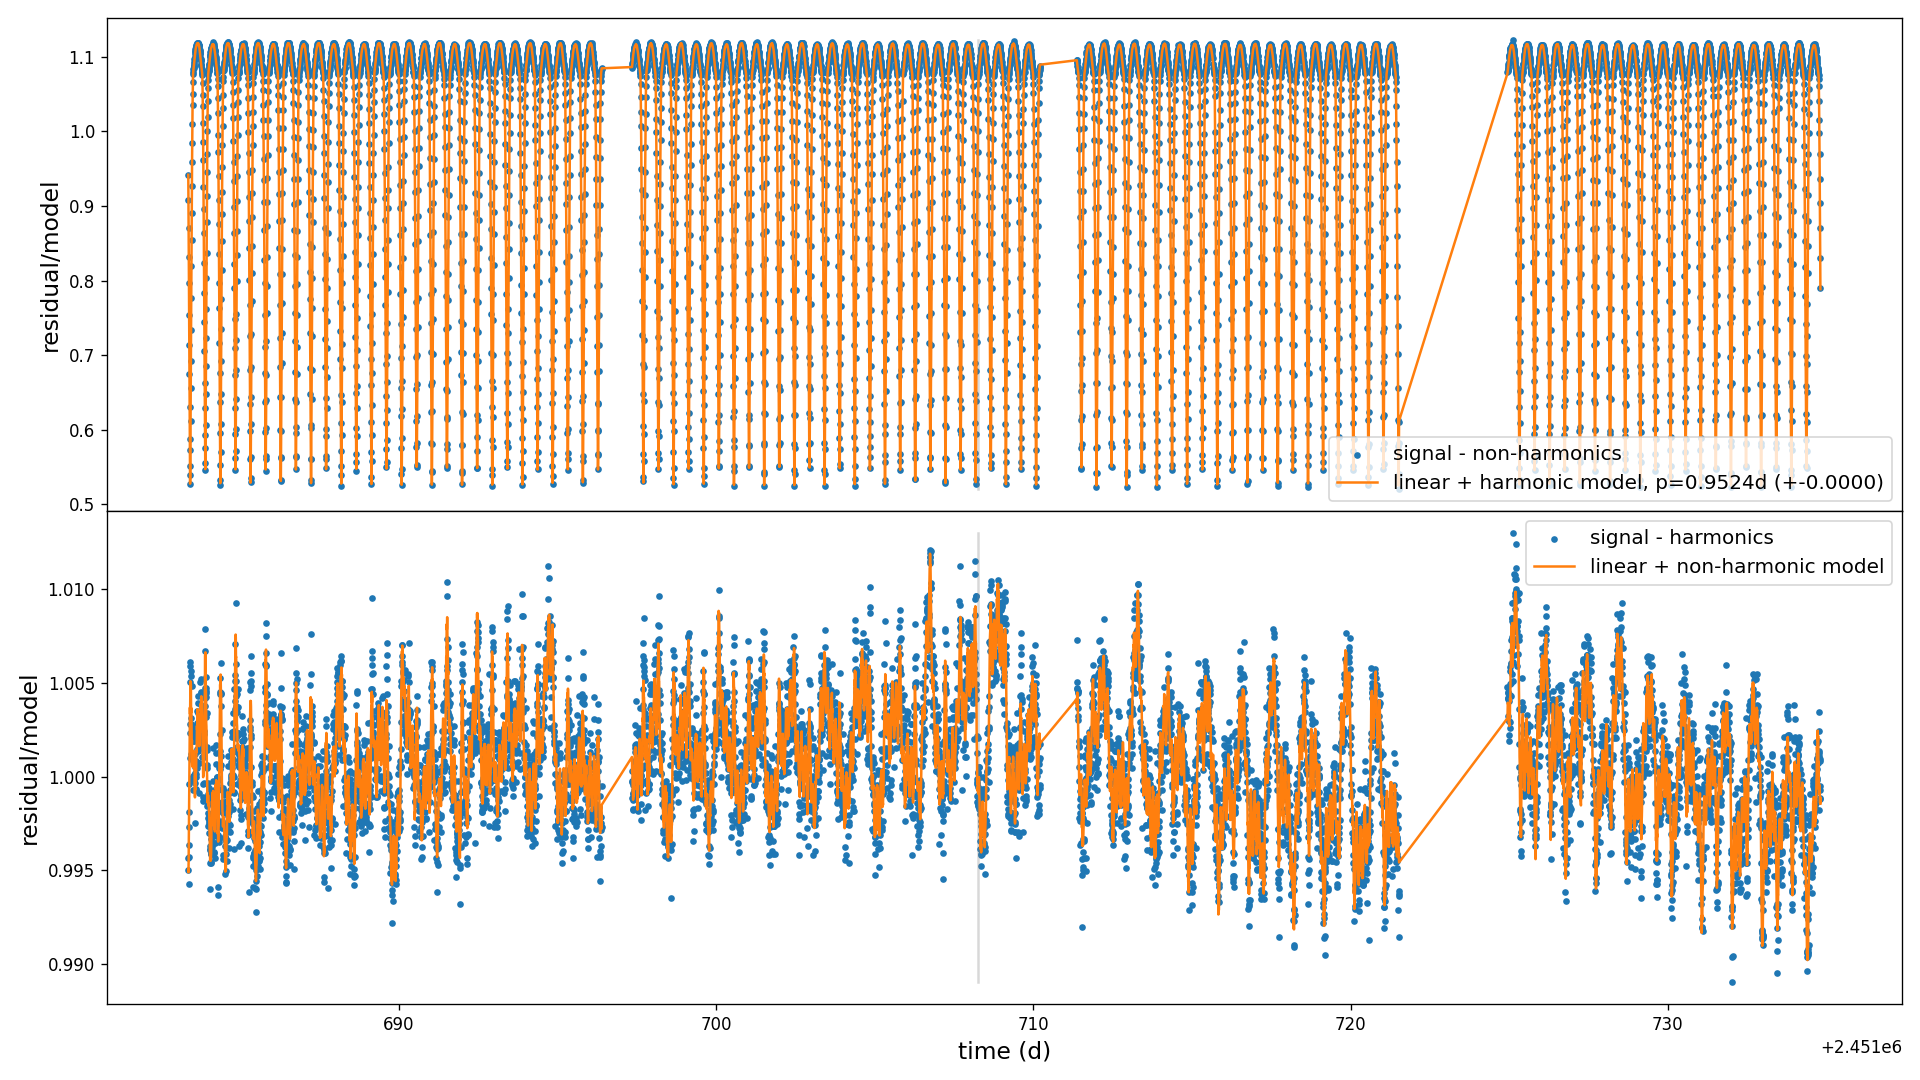 1.1
1.0
0.9
0.8
0.7
0.6
0.5
residual/model
signal - non-harmonics
linear + harmonic model, p=0.9524d (+-0.0000)
1.010
1.005
1.000
0.995
0.990
residual/model
signal - harmonics
linear + non-harmonic model
690
700
710
720
730
time (d)
+2.451e6